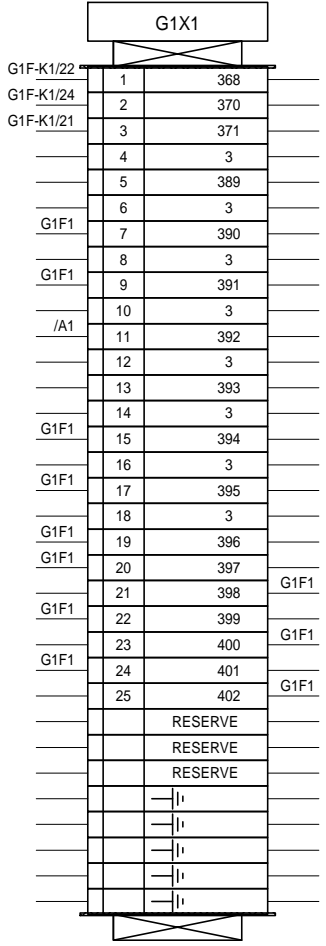 G1X1
G1F-K1/22 1 368
G1F-K1/24 2 370
G1F-K1/21 3 371
4 3
5 389
6 3
G1F1 7 390
8 3
G1F1 9 391
10 3
/A1 11 392
12 3
13 393
14 3
G1F1 15 394
16 3
G1F1 17 395
18 3
G1F1 19 396
G1F1 20 397
21 398 G1F1
G1F1 22 399
23 400 G1F1
G1F1 24 401
25 402 G1F1
RESERVE
RESERVE
RESERVE